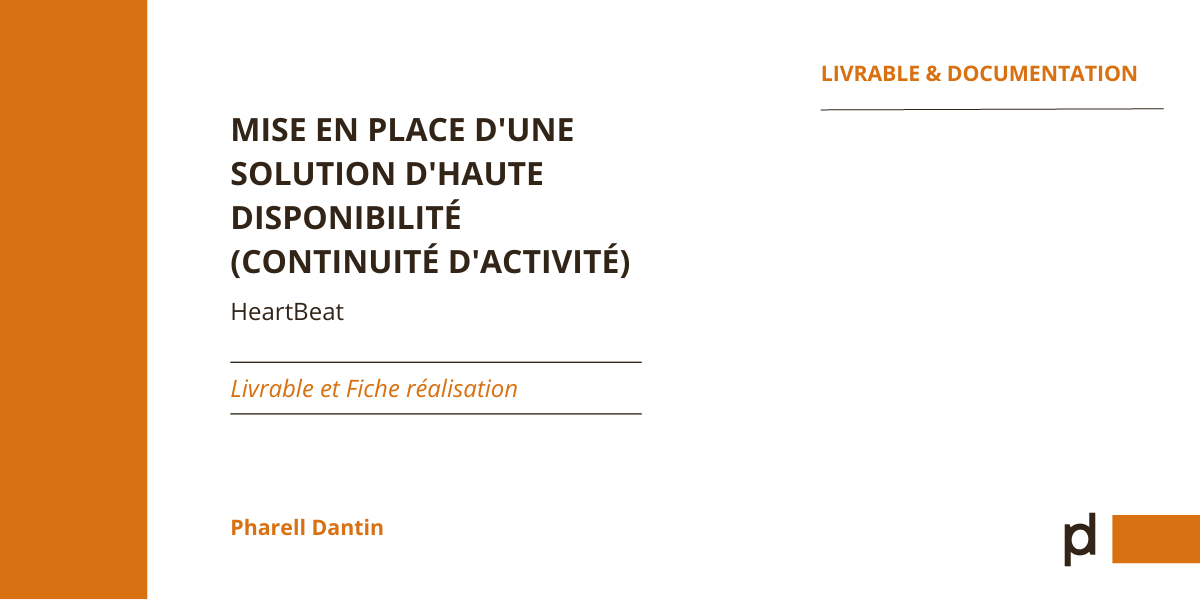 LIVRABLE & DOCUMENTATION
MISE EN PLACE D'UNE
SOLUTION D'HAUTE
DISPONIBILITÉ
(CONTINUITÉ D'ACTIVITÉ)
HeartBeat
Livrable et Fiche réalisation
Pharell Dantin
pd